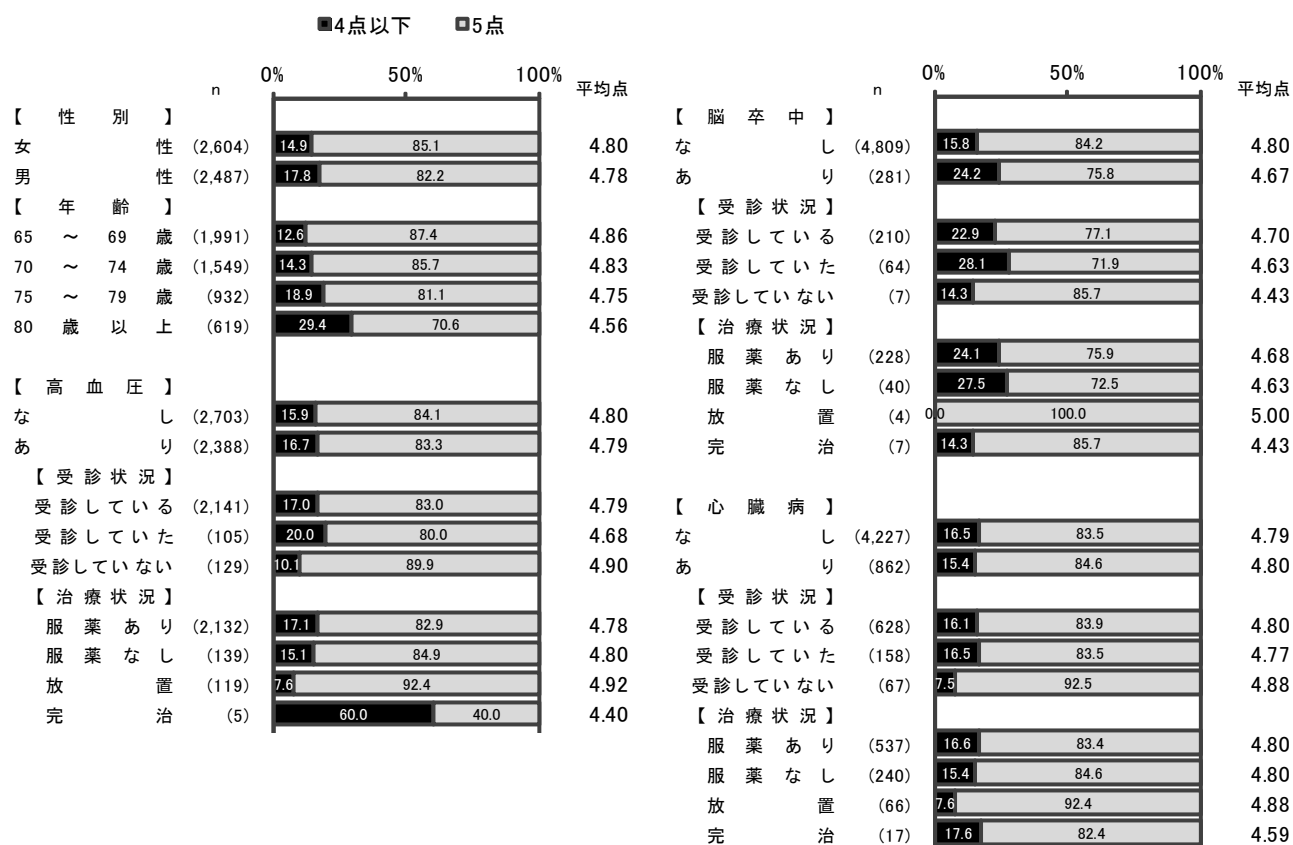 ■4点以下 □5点
n 0% 50% 100% 平均点
【性別】
女性 (2,604) 14.9 85.1 4.80
男性 (2,487) 17.8 82.2 4.78
【年齢】
65～69歳 (1,991) 12.6 87.4 4.86
70～74歳 (1,549) 14.3 85.7 4.83
75～79歳 (932) 18.9 81.1 4.75
80歳以上 (619) 29.4 70.6 4.56
【高血圧】
なし (2,703) 15.9 84.1 4.80
あり (2,388) 16.7 83.3 4.79
【受診状況】
受診している (2,141) 17.0 83.0 4.79
受診していた (105) 20.0 80.0 4.68
受診していない (129) 10.1 89.9 4.90
【治療状況】
服薬あり (2,132) 17.1 82.9 4.78
服薬なし (139) 15.1 84.9 4.80
放置 (119) 7.6 92.4 4.92
完治 (5) 60.0 40.0 4.40
n 0% 50% 100% 平均点
【脳卒中】
なし (4,809) 15.8 84.2 4.80
あり (281) 24.2 75.8 4.67
【受診状況】
受診している (210) 22.9 77.1 4.70
受診していた (64) 28.1 71.9 4.63
受診していない (7) 14.3 85.7 4.43
【治療状況】
服薬あり (228) 24.1 75.9 4.68
服薬なし (40) 27.5 72.5 4.63
放置 (4) 0.0 100.0 5.00
完治 (7) 14.3 85.7 4.43
【心臓病】
なし (4,227) 16.5 83.5 4.79
あり (862) 15.4 84.6 4.80
【受診状況】
受診している (628) 16.1 83.9 4.80
受診していた (158) 16.5 83.5 4.77
受診していない (67) 7.5 92.5 4.88
【治療状況】
服薬あり (537) 16.6 83.4 4.80
服薬なし (240) 15.4 84.6 4.80
放置 (66) 7.6 92.4 4.88
完治 (17) 17.6 82.4 4.59